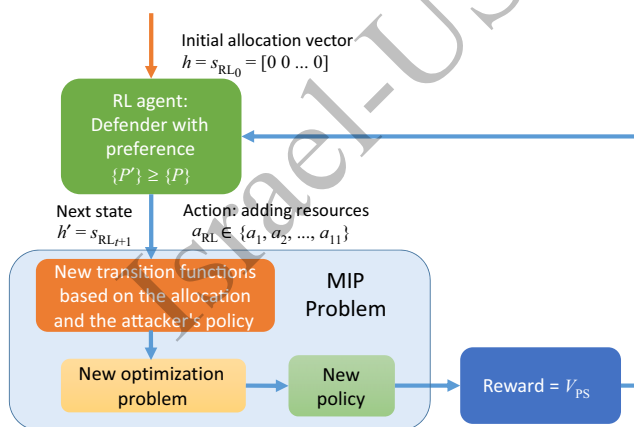 Initial allocation vector
h = s_RL₀ = [0 0 ... 0]
RL agent:
Defender with
preference
{P'} ≥ {P}
Next state
h' = s_RLₜ₊₁
Action: adding resources
a_RL ∈ {a₁, a₂, ..., a₁₁}
New transition functions
based on the allocation
and the attacker's policy
MIP
Problem
New optimization
problem
New
policy
Reward = V_PS
Israel-US